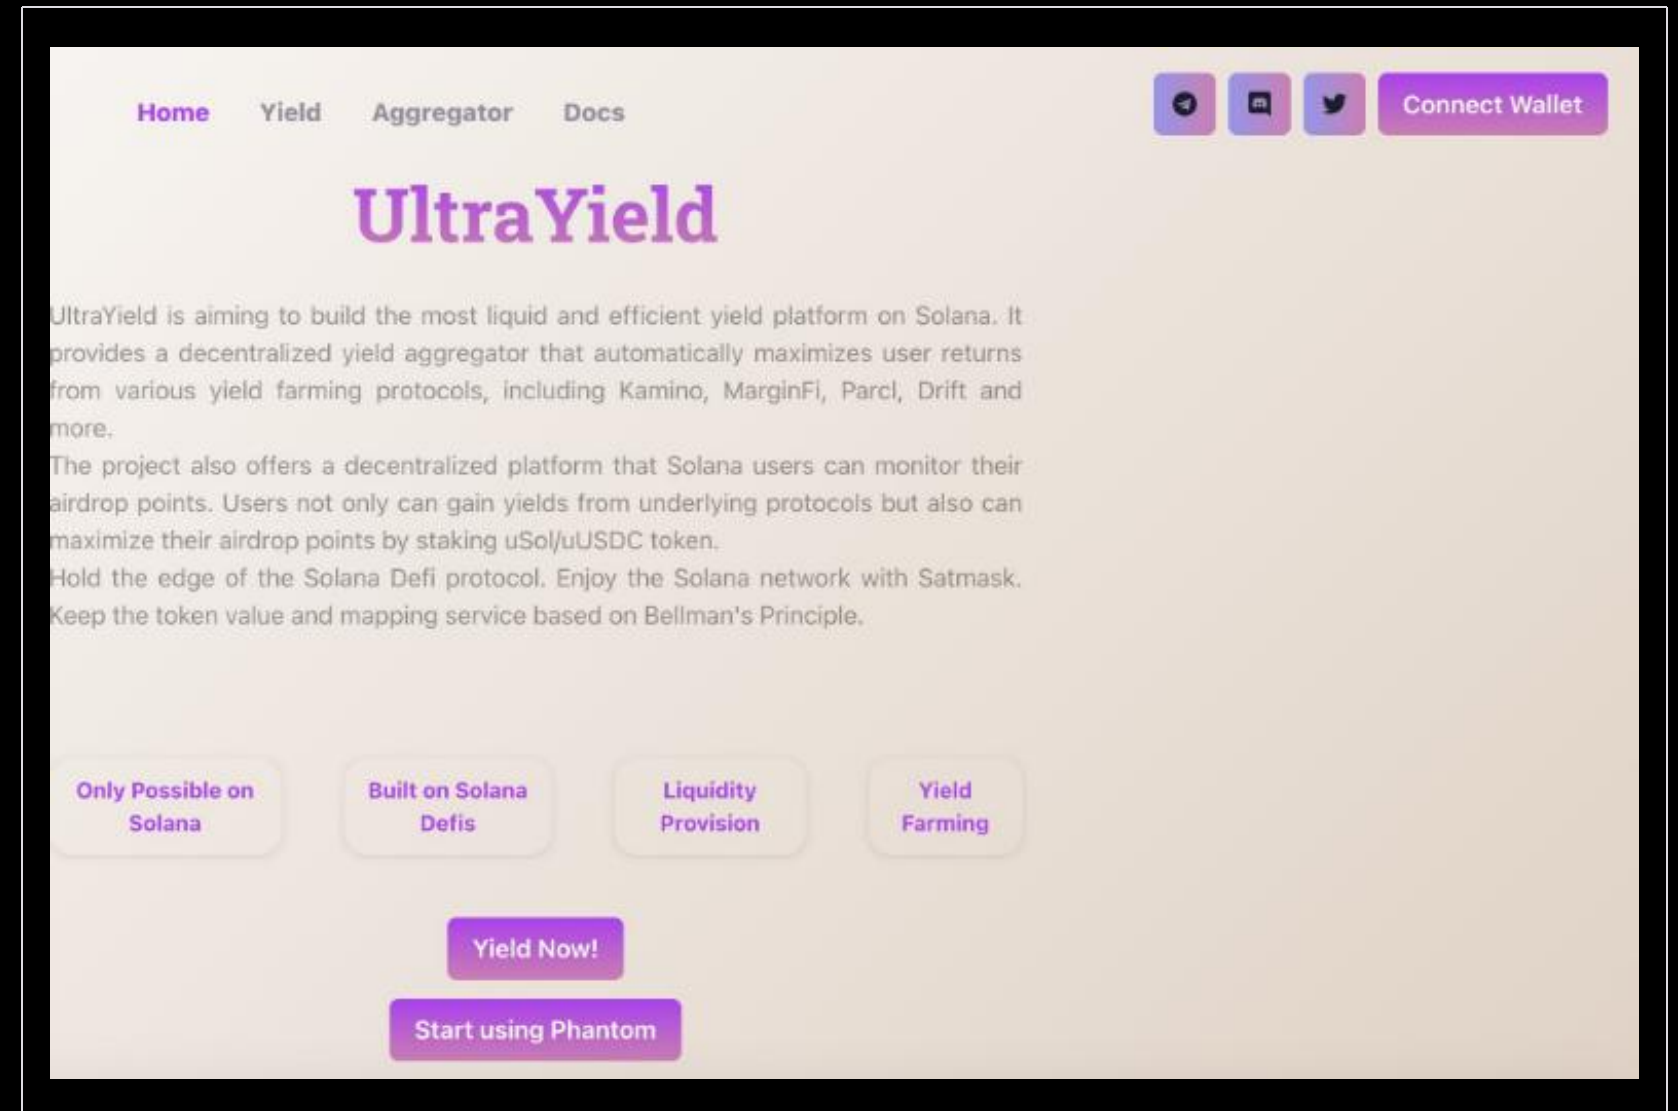 Home Yield Aggregator Docs
Connect Wallet
UltraYield
UltraYield is aiming to build the most liquid and efficient yield platform on Solana. It
provides a decentralized yield aggregator that automatically maximizes user returns
from various yield farming protocols, including Kamino, MarginFi, Parcl, Drift and
more.
The project also offers a decentralized platform that Solana users can monitor their
airdrop points. Users not only can gain yields from underlying protocols but also can
maximize their airdrop points by staking uSol/uUSDC token.
Hold the edge of the Solana Defi protocol. Enjoy the Solana network with Satmask.
Keep the token value and mapping service based on Bellman's Principle.
Only Possible on
Solana
Built on Solana
Defis
Liquidity
Provision
Yield
Farming
Yield Now!
Start using Phantom